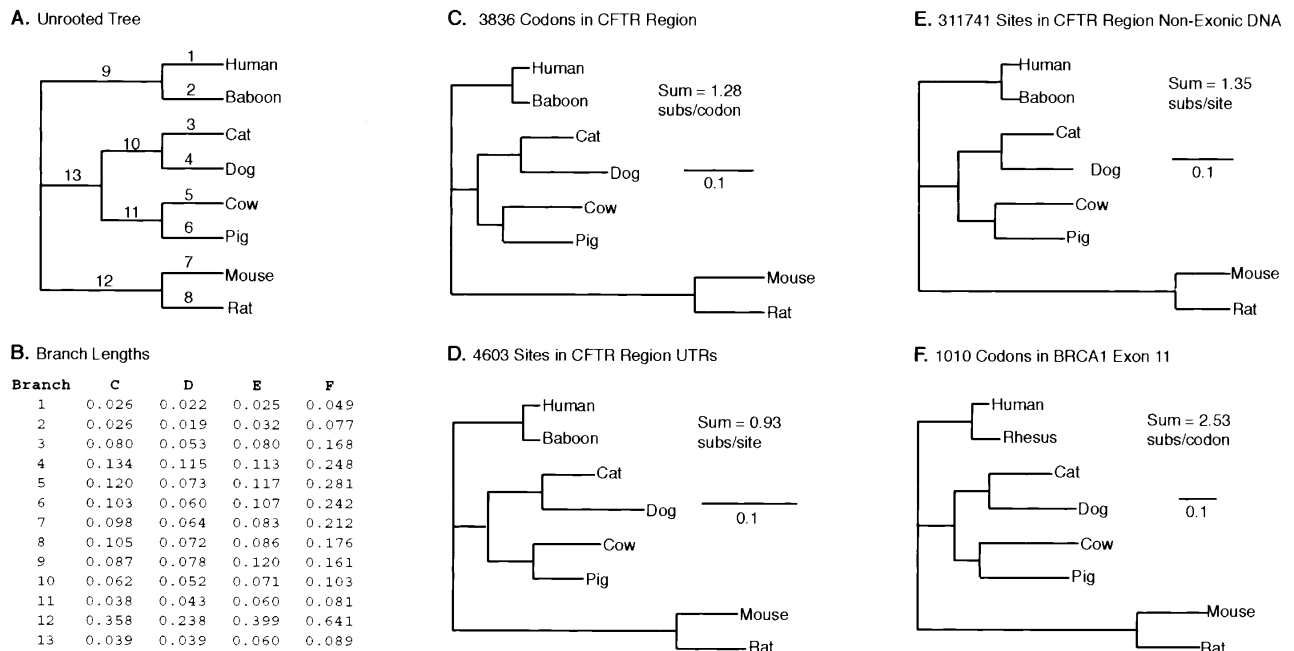 A. Unrooted Tree
1
Human
9
2
Baboon
3
Cat
10
4
Dog
13
5
Cow
11
6
Pig
7
Mouse
12
8
Rat
B. Branch Lengths
Branch C D E F
1 0.026 0.022 0.025 0.049
2 0.026 0.019 0.032 0.077
3 0.080 0.053 0.080 0.168
4 0.134 0.115 0.113 0.248
5 0.120 0.073 0.117 0.281
6 0.103 0.060 0.107 0.242
7 0.098 0.064 0.083 0.212
8 0.105 0.072 0.086 0.176
9 0.087 0.078 0.120 0.161
10 0.062 0.052 0.071 0.103
11 0.038 0.043 0.060 0.081
12 0.358 0.238 0.399 0.641
13 0.039 0.039 0.060 0.089
C. 3836 Codons in CFTR Region
Human
Baboon
Sum = 1.28
subs/codon
Cat
Dog
0.1
Cow
Pig
Mouse
Rat
D. 4603 Sites in CFTR Region UTRs
Human
Baboon
Sum = 0.93
subs/site
Cat
Dog
0.1
Cow
Pig
Mouse
Rat
E. 311741 Sites in CFTR Region Non-Exonic DNA
Human
Baboon
Sum = 1.35
subs/site
Cat
Dog
0.1
Cow
Pig
Mouse
Rat
F. 1010 Codons in BRCA1 Exon 11
Human
Rhesus
Sum = 2.53
subs/codon
Cat
Dog
0.1
Cow
Pig
Mouse
Rat